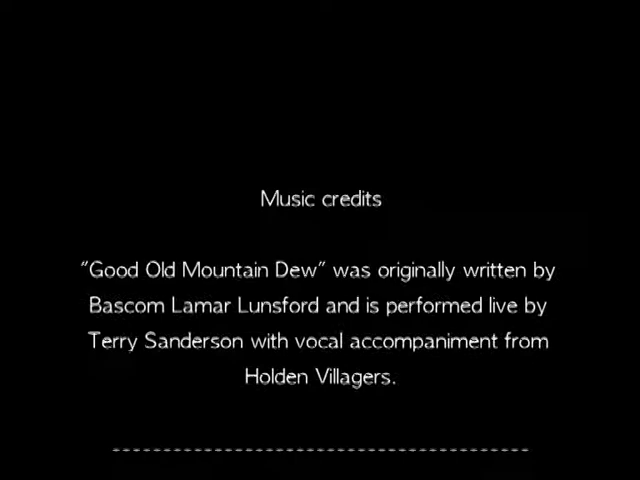 Music credits
"Good Old Mountain Dew" was originally written by
Bascom Lamar Lunsford and is performed live by
Terry Sanderson with vocal accompaniment from
Holden Villagers.
------------------------------------------